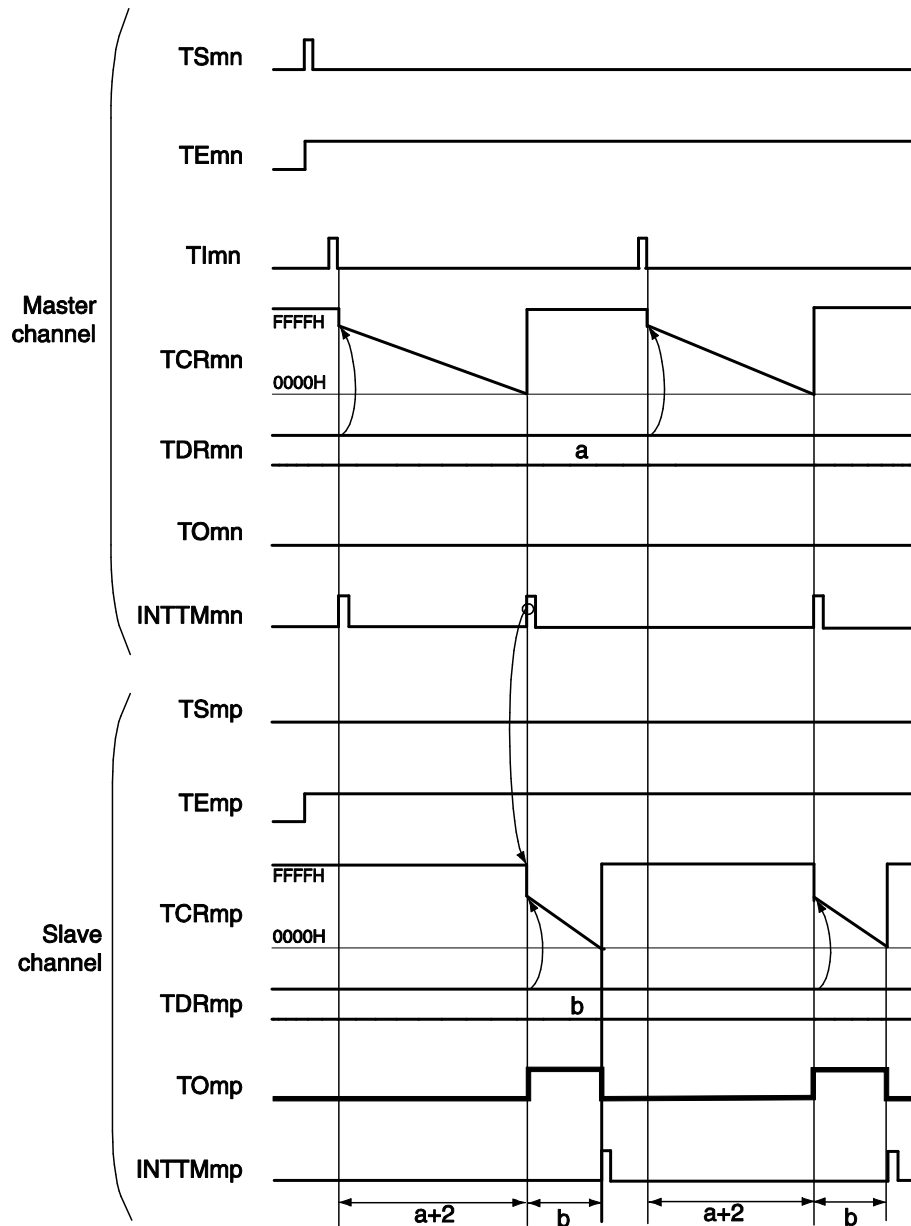 TSmn
TEmn
TImn
Master
channel
FFFFH
TCRmn
0000H
TDRmn
a
TOmn
INTTMmn
TSmp
TEmp
FFFFH
TCRmp
0000H
Slave
channel
TDRmp
b
TOmp
INTTMmp
a+2
b
a+2
b